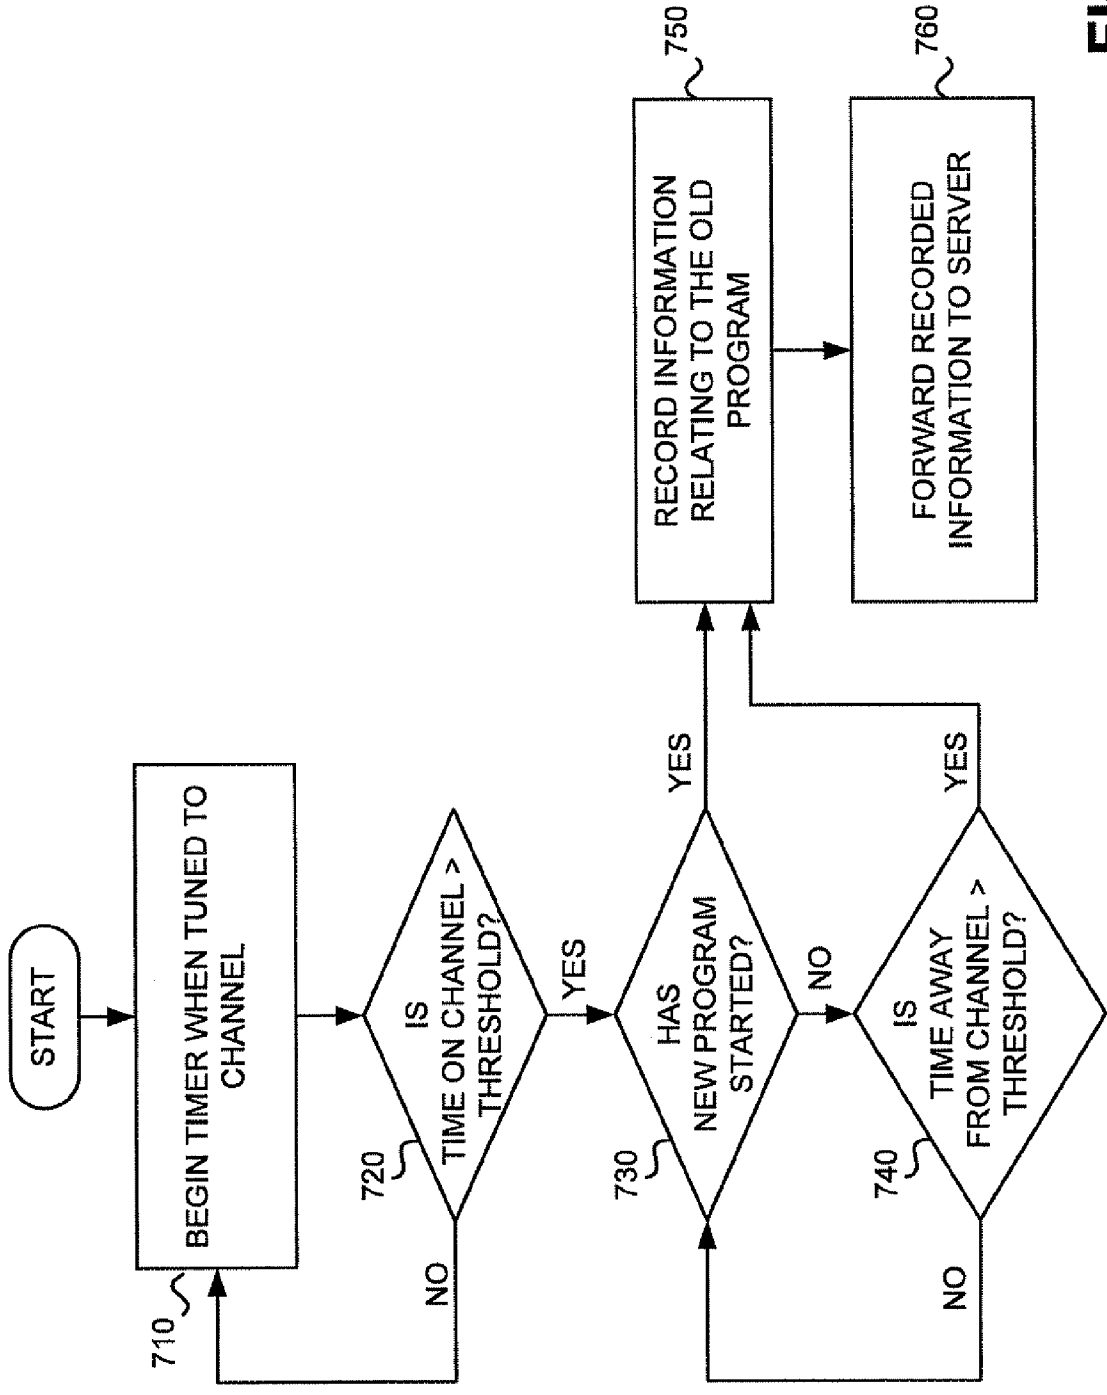 START
BEGIN TIMER WHEN TUNED TO
CHANNEL
710
IS
TIME ON CHANNEL >
THRESHOLD?
720
NO
YES
HAS
NEW PROGRAM
STARTED?
730
YES
NO
IS
TIME AWAY
FROM CHANNEL >
THRESHOLD?
740
NO
YES
RECORD INFORMATION
RELATING TO THE OLD
PROGRAM
750
FORWARD RECORDED
INFORMATION TO SERVER
760